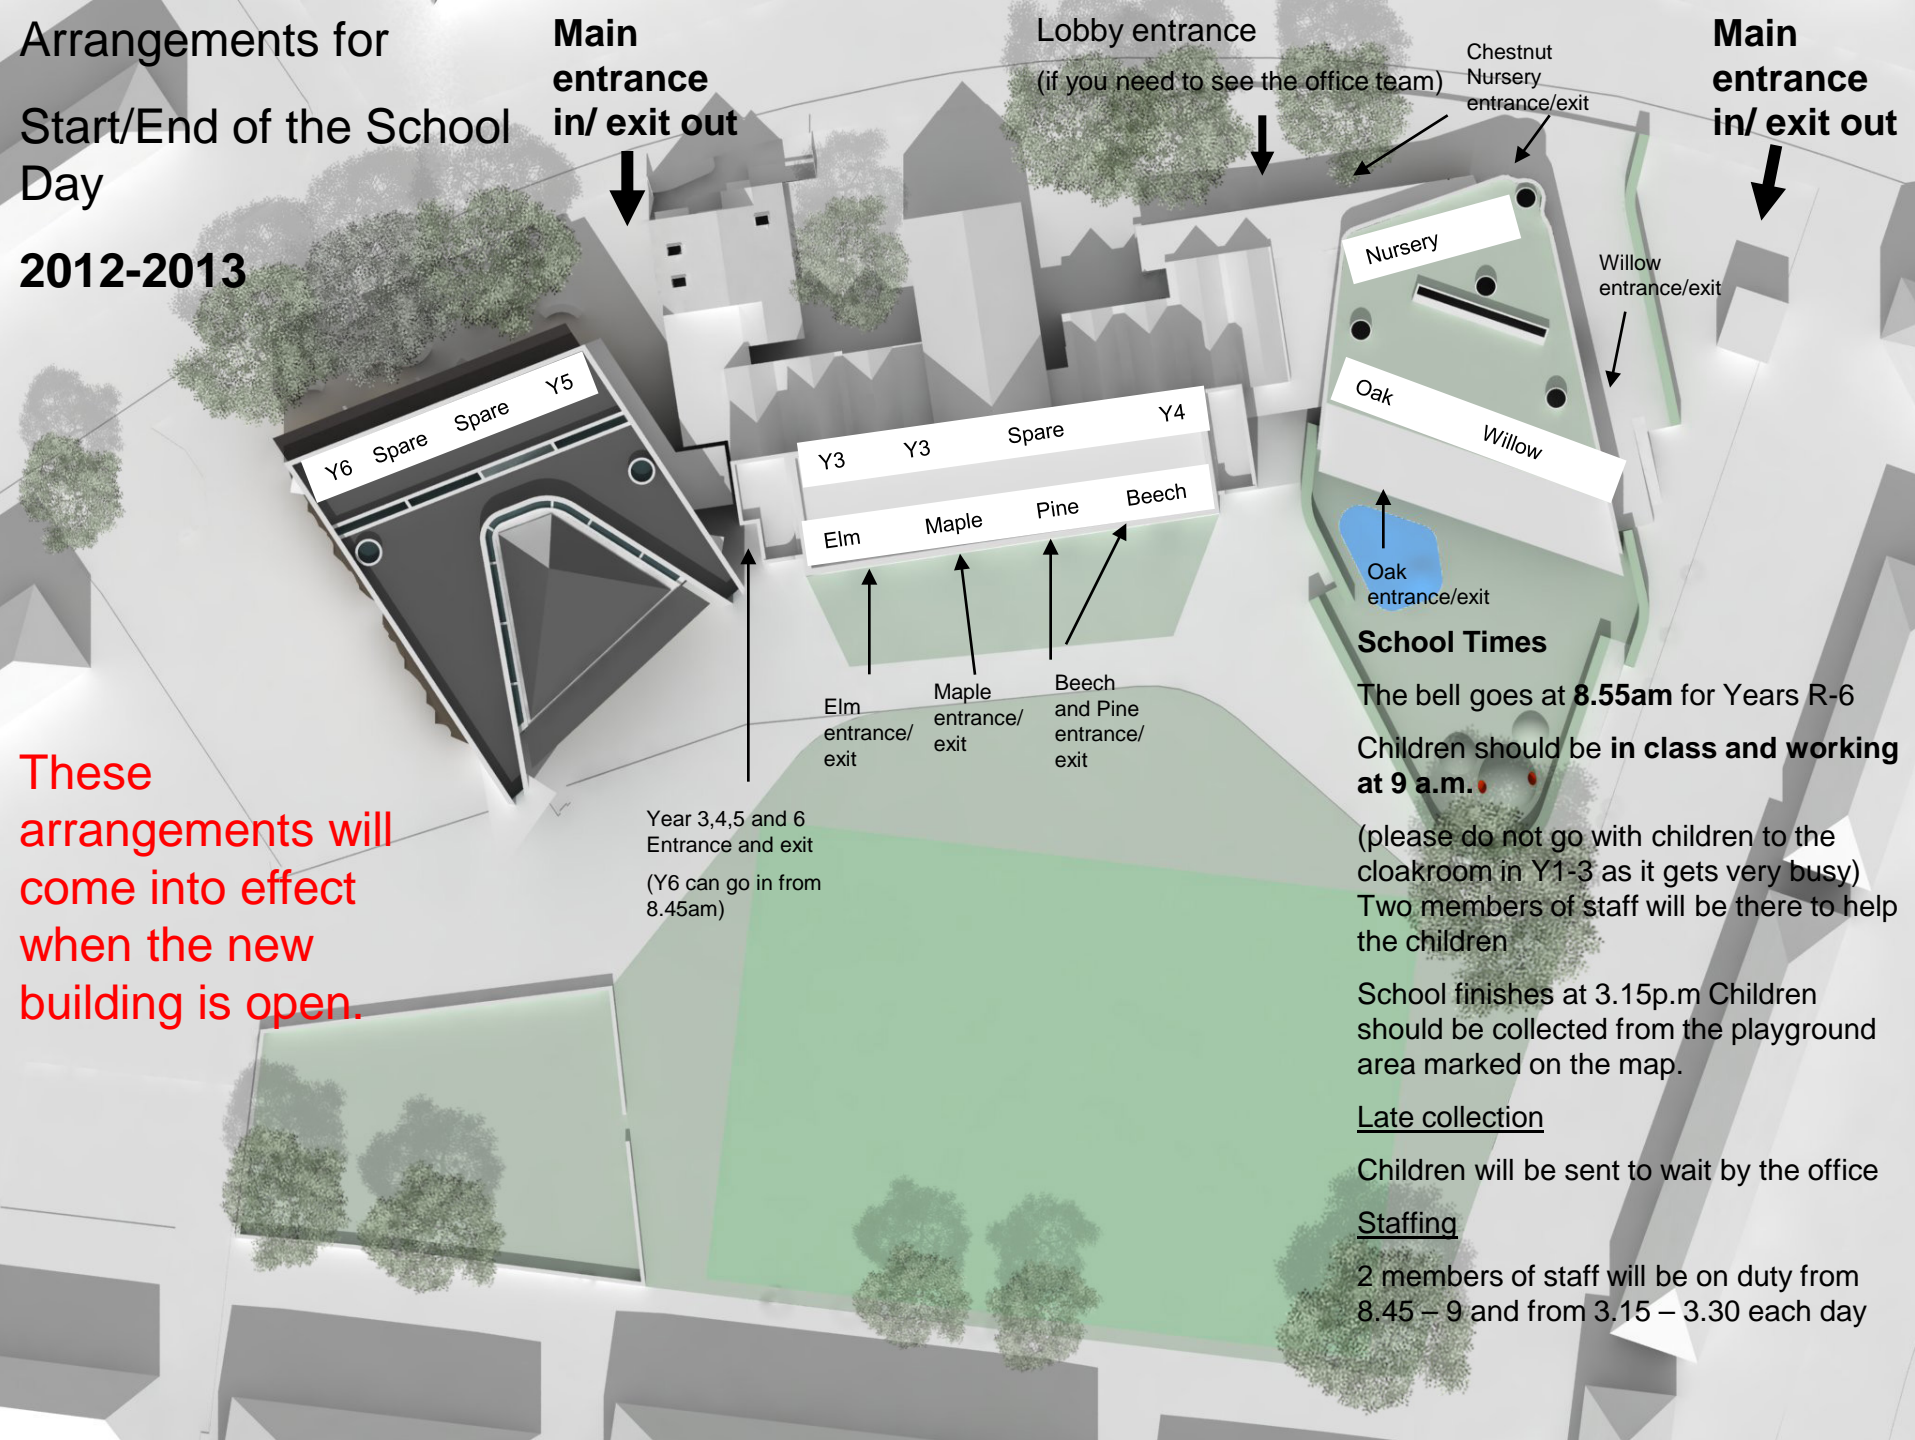 Arrangements for
Start/End of the School
Day
2012-2013
Main
entrance
in/ exit out
Lobby entrance
(if you need to see the office team)
Chestnut
Nursery
entrance/exit
Main
entrance
in/ exit out
Nursery
Willow
entrance/exit
Oak
Willow
Y6 Spare Spare Y5
Y3 Y3 Spare Y4
Elm Maple Pine Beech
Oak
entrance/exit
Elm
entrance/
exit
Maple
entrance/
exit
Beech
and Pine
entrance/
exit
Year 3,4,5 and 6
Entrance and exit
(Y6 can go in from
8.45am)
These
arrangements will
come into effect
when the new
building is open.
School Times
The bell goes at 8.55am for Years R-6
Children should be in class and working
at 9 a.m.
(please do not go with children to the
cloakroom in Y1-3 as it gets very busy)
Two members of staff will be there to help
the children
School finishes at 3.15p.m Children
should be collected from the playground
area marked on the map.
Late collection
Children will be sent to wait by the office
Staffing
2 members of staff will be on duty from
8.45 – 9 and from 3.15 – 3.30 each day